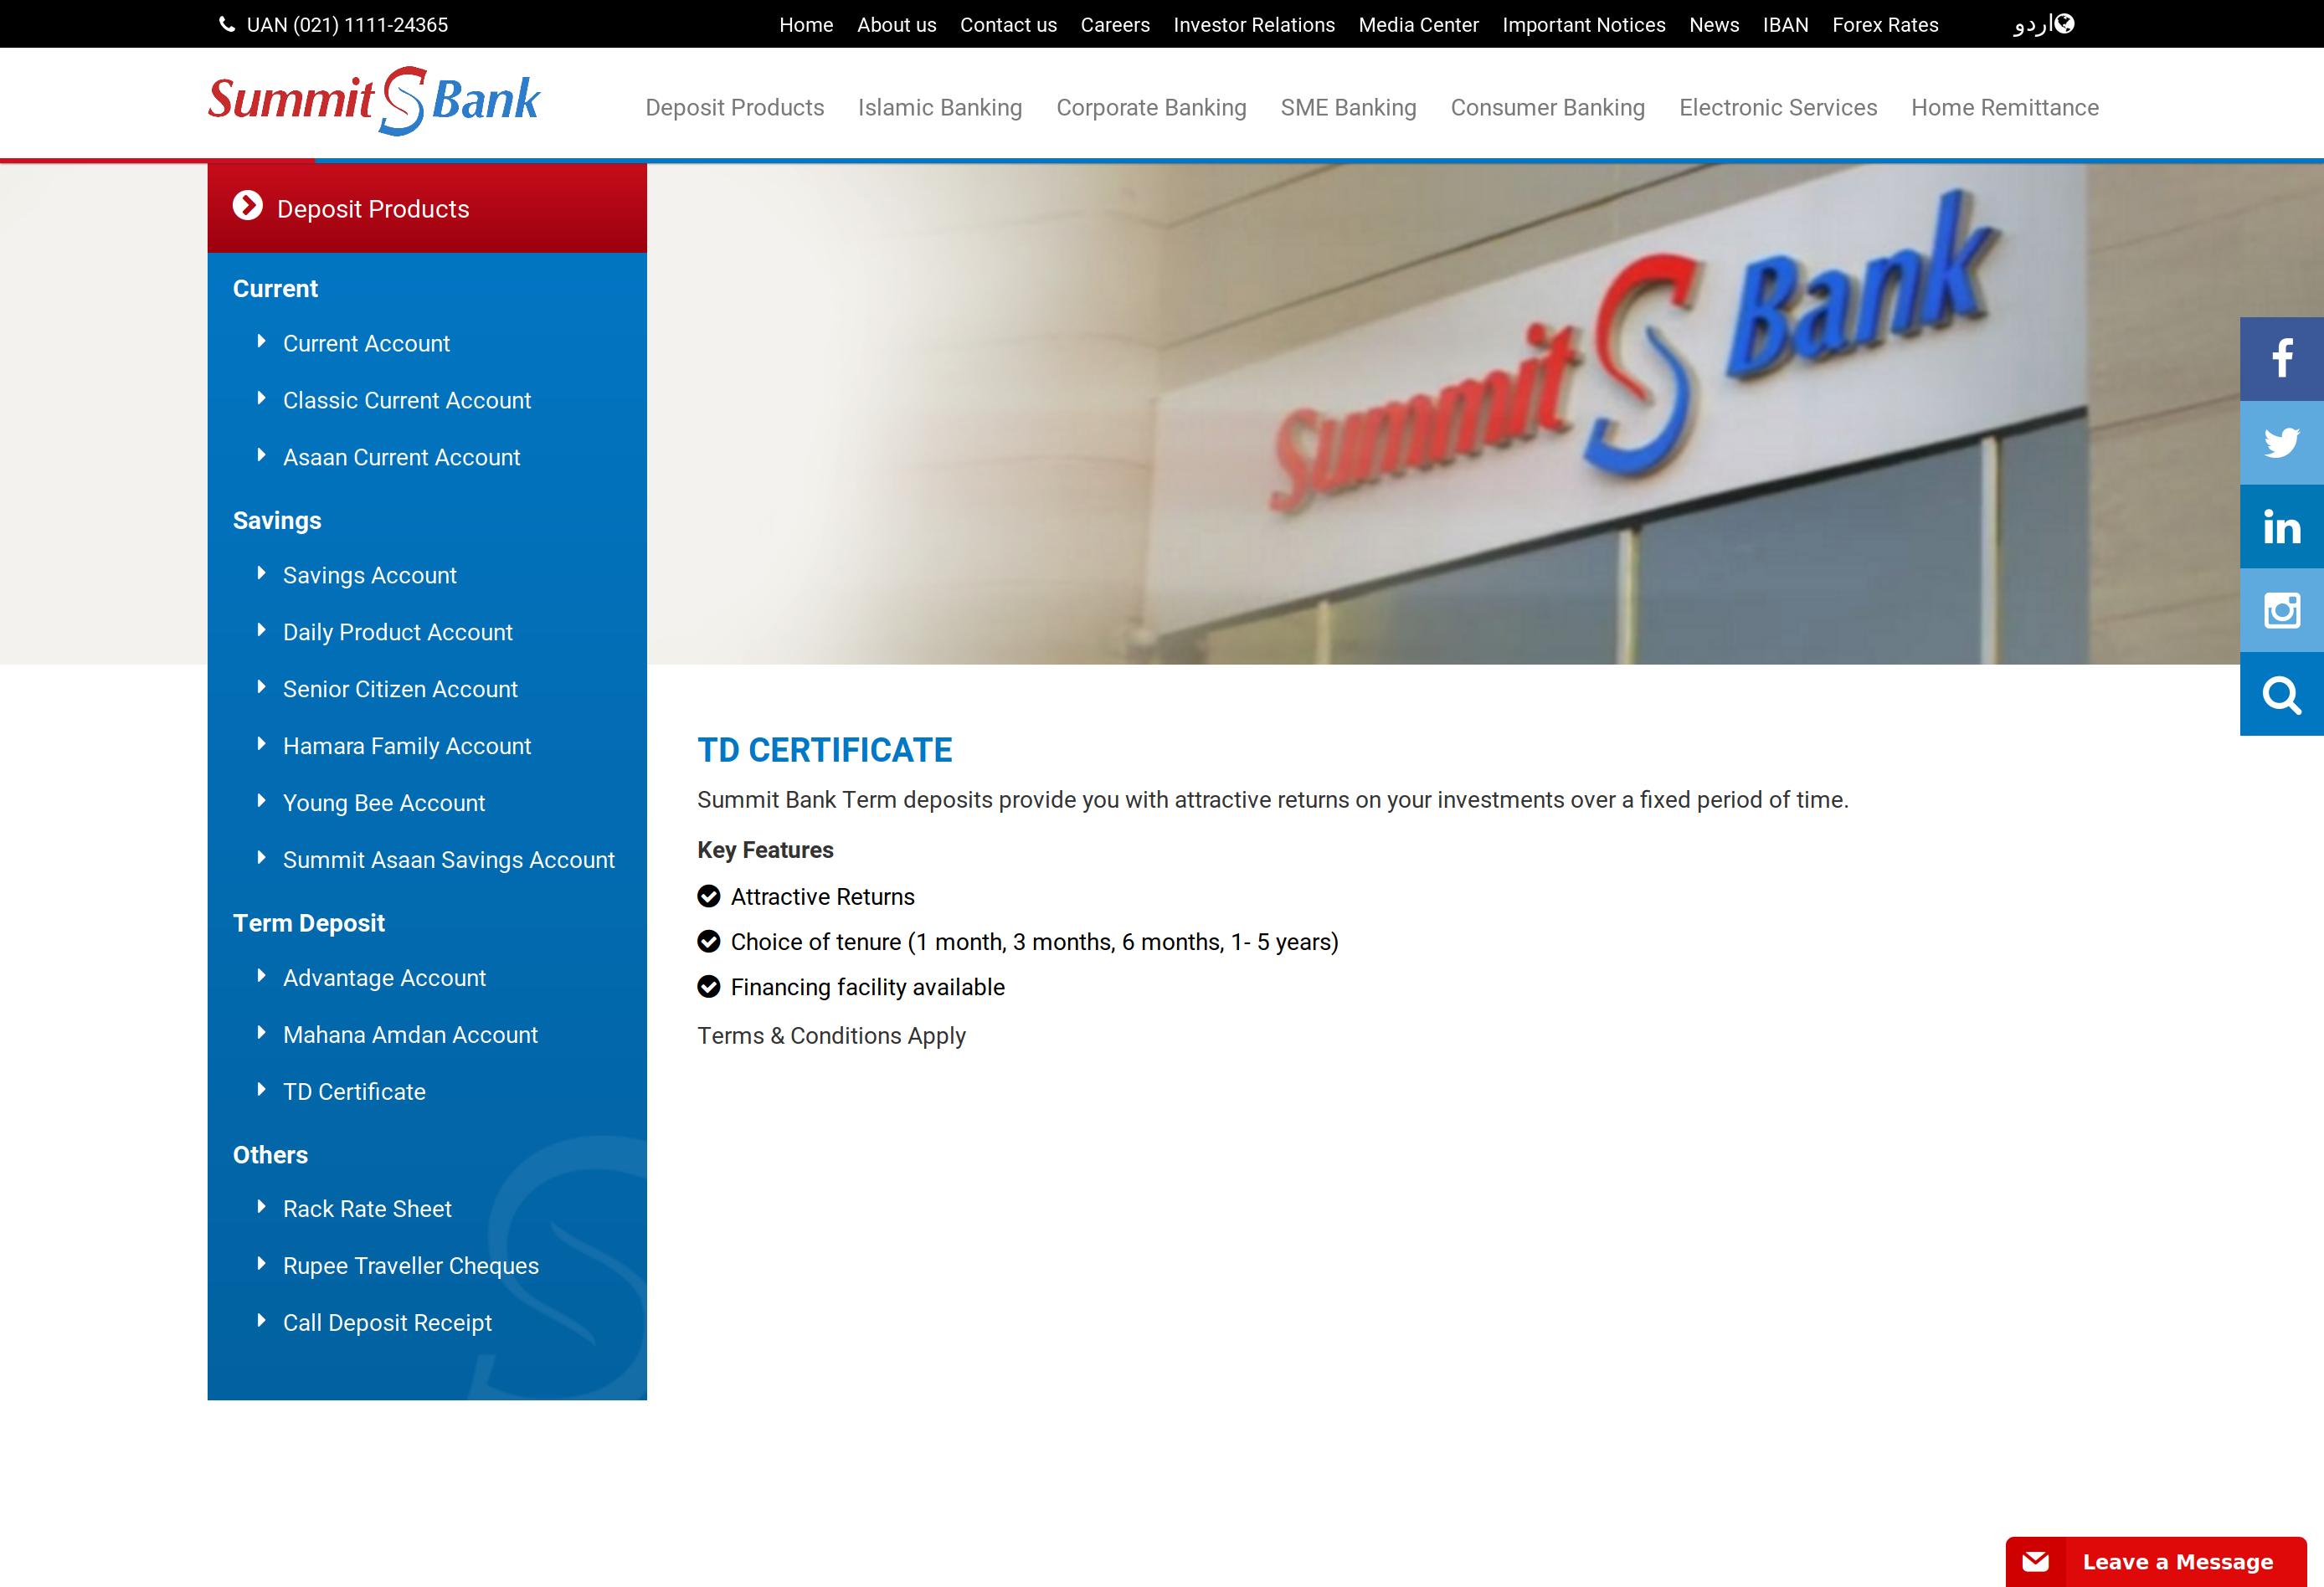 UAN (021) 1111-24365
Home About us Contact us Careers Investor Relations Media Center Important Notices News IBAN Forex Rates اردو
Summit S Bank
Deposit Products Islamic Banking Corporate Banking SME Banking Consumer Banking Electronic Services Home Remittance
Deposit Products
Current
Current Account
Classic Current Account
Asaan Current Account
Savings
Savings Account
Daily Product Account
Senior Citizen Account
Hamara Family Account
Young Bee Account
Summit Asaan Savings Account
Term Deposit
Advantage Account
Mahana Amdan Account
TD Certificate
Others
Rack Rate Sheet
Rupee Traveller Cheques
Call Deposit Receipt
Summit S Bank
TD CERTIFICATE
Summit Bank Term deposits provide you with attractive returns on your investments over a fixed period of time.
Key Features
Attractive Returns
Choice of tenure (1 month, 3 months, 6 months, 1- 5 years)
Financing facility available
Terms & Conditions Apply
Leave a Message